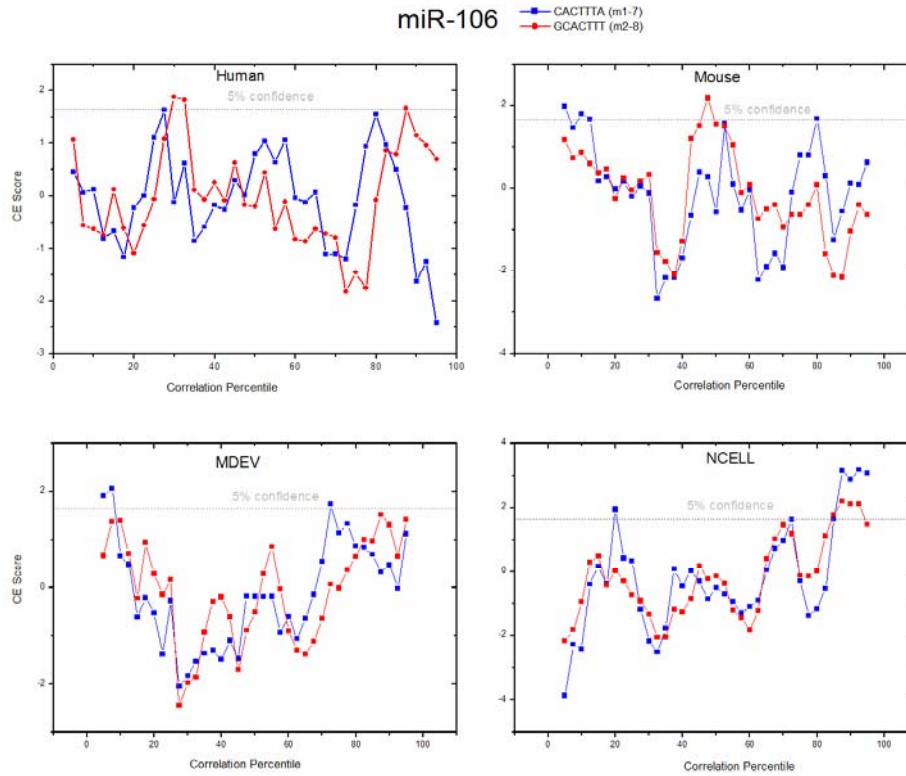 miR-106
CACTTTA (m1-7)
GCACTTT (m2-8)
Human
5% confidence
CE Score
2
1
0
-1
-2
-3
0 20 40 60 80 100
Correlation Percentile
Mouse
5% confidence
2
0
-2
-4
0 20 40 60 80 100
Correlation Percentile
MDEV
5% confidence
CE Score
2
0
-2
0 20 40 60 80 100
Correlation Percentile
NCELL
5% confidence
4
2
0
-2
-4
0 20 40 60 80 100
Correlation Percentile